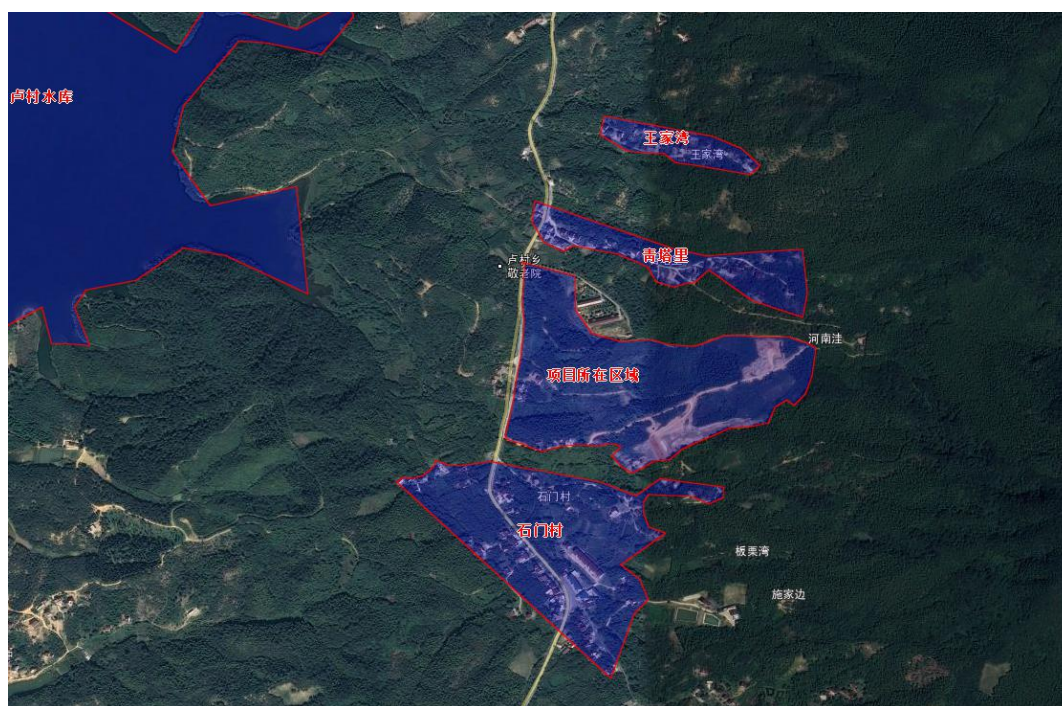 卢村水库
王家湾
王家湾
青塔里
卢村乡
敬老院
河南洼
项目所在区域
石门村
石门村
板栗湾
施家边